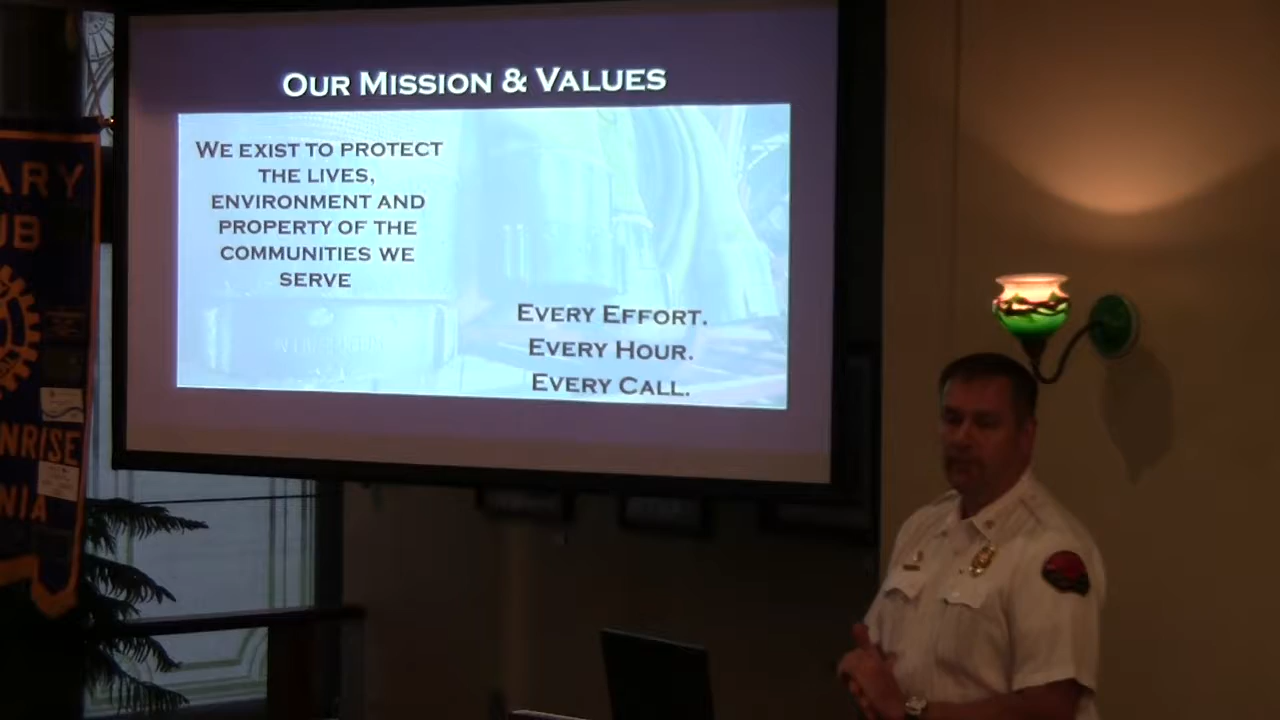 OUR MISSION & VALUES
WE EXIST TO PROTECT
THE LIVES,
ENVIRONMENT AND
PROPERTY OF THE
COMMUNITIES WE
SERVE
EVERY EFFORT.
EVERY HOUR.
EVERY CALL.
ARY
UB
NRISE
NIA